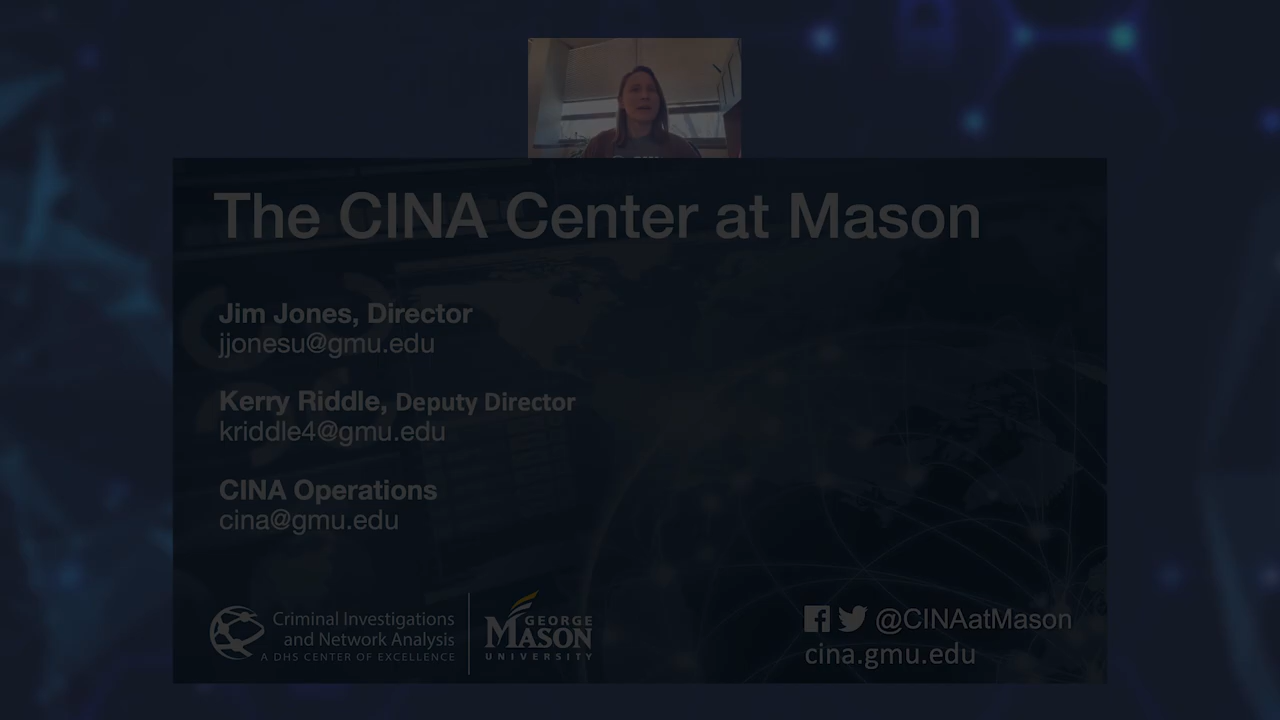 The CINA Center at Mason
Jim Jones, Director
jjonesu@gmu.edu
Kerry Riddle, Deputy Director
kriddle4@gmu.edu
CINA Operations
cina@gmu.edu
Criminal Investigations
and Network Analysis
A DHS CENTER OF EXCELLENCE
GEORGE
MASON
UNIVERSITY
@CINAatMason
cina.gmu.edu